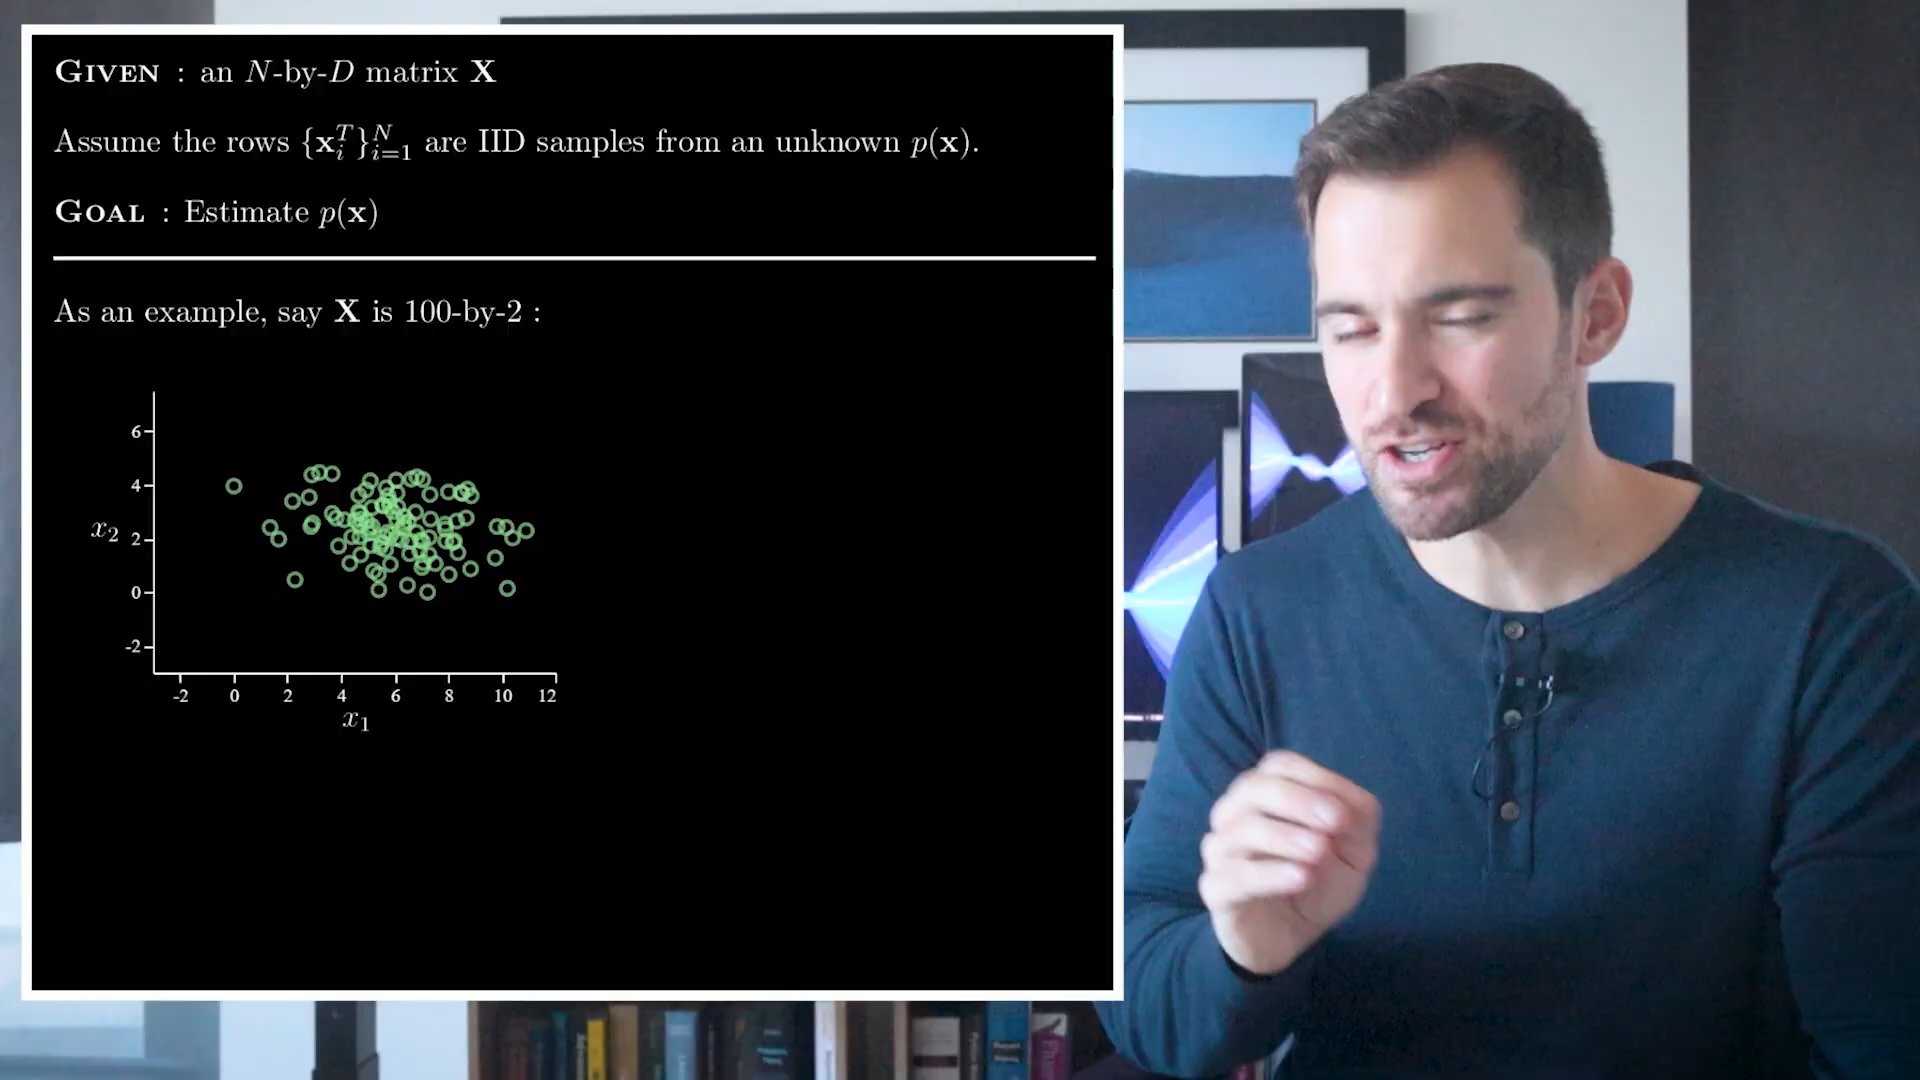 GIVEN : an N-by-D matrix X
Assume the rows {x_i^T}_{i=1}^N are IID samples from an unknown p(x).
GOAL : Estimate p(x)
As an example, say X is 100-by-2 :
6
4
x_2 2
0
-2
-2 0 2 4 6 8 10 12
x_1